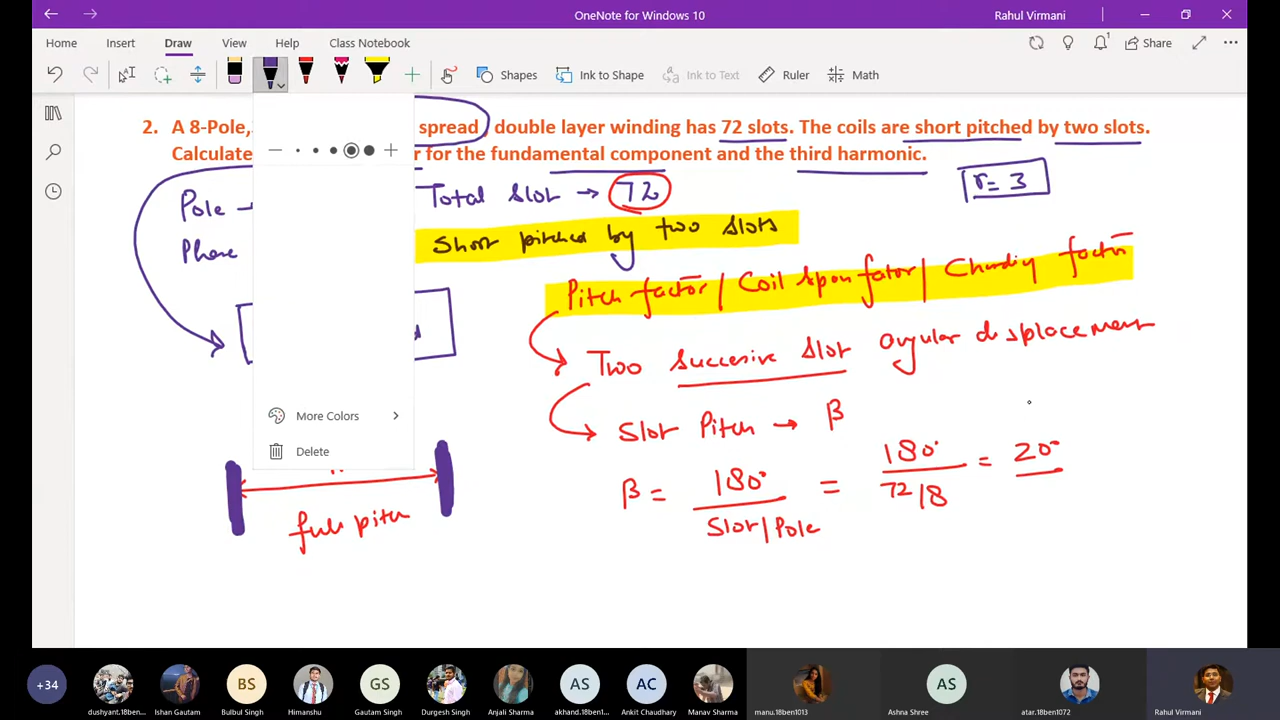 OneNote for Windows 10
Rahul Virmani
Home Insert Draw View Help Class Notebook Share
Shapes Ink to Shape Ink to Text Ruler Math
2. A 8-Pole, spread, double layer winding has 72 slots. The coils are short pitched by two slots.
Calculate r for the fundamental component and the third harmonic.
Pole → Total Slot → 72 r = 3
Phase Short pitched by two slots
Pitch factor / Coil span fator / Chording factor
Two succesive slot angular displacement
Slot Pitch → β
More Colors
Delete
β = 180° / Slot/Pole = 180° / 72/8 = 20°
full pitch
+34 BS GS AS AC AS
dushyant.18ben... Ishan Gautam Bulbul Singh Himanshu Gautam Singh Durgesh Singh Anjali Sharma akhand.18ben1... Ankit Chaudhary Manav Sharma manu.18ben1013 Ashna Shree atar.18ben1072 Rahul Virmani